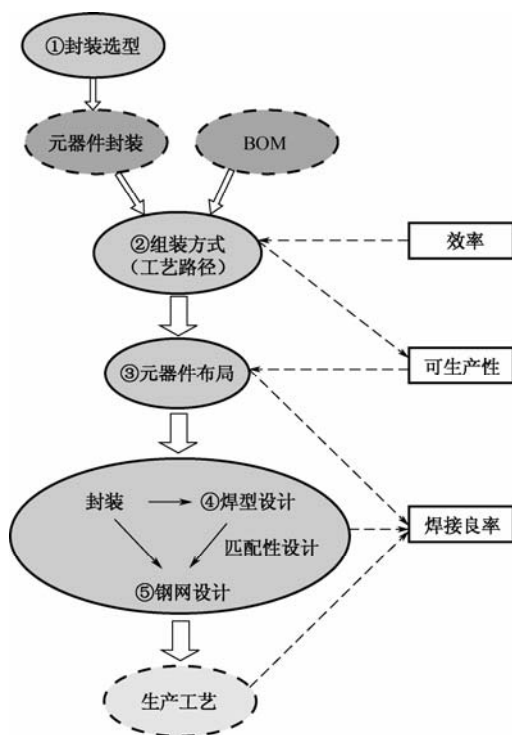 ①封装选型
元器件封装
BOM
②组装方式
（工艺路径）
效率
③元器件布局
可生产性
封装
④焊型设计
焊接良率
匹配性设计
⑤钢网设计
生产工艺